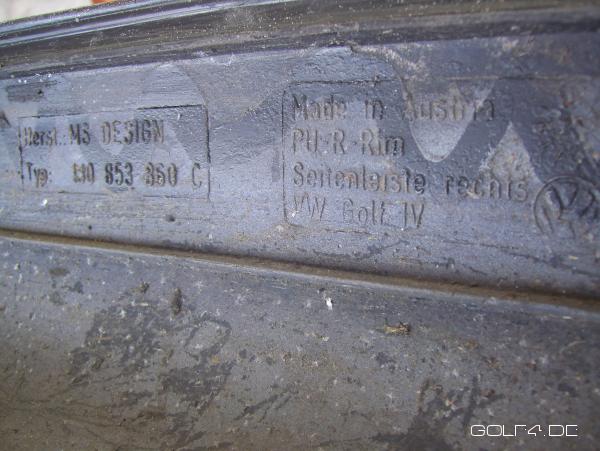 Herst.: MS DESIGN
Typ: 1J0 853 860 C
Made in Austria
PU-R-Rim
Seitenleiste rechts
VW Golf IV
GOLF4.DE